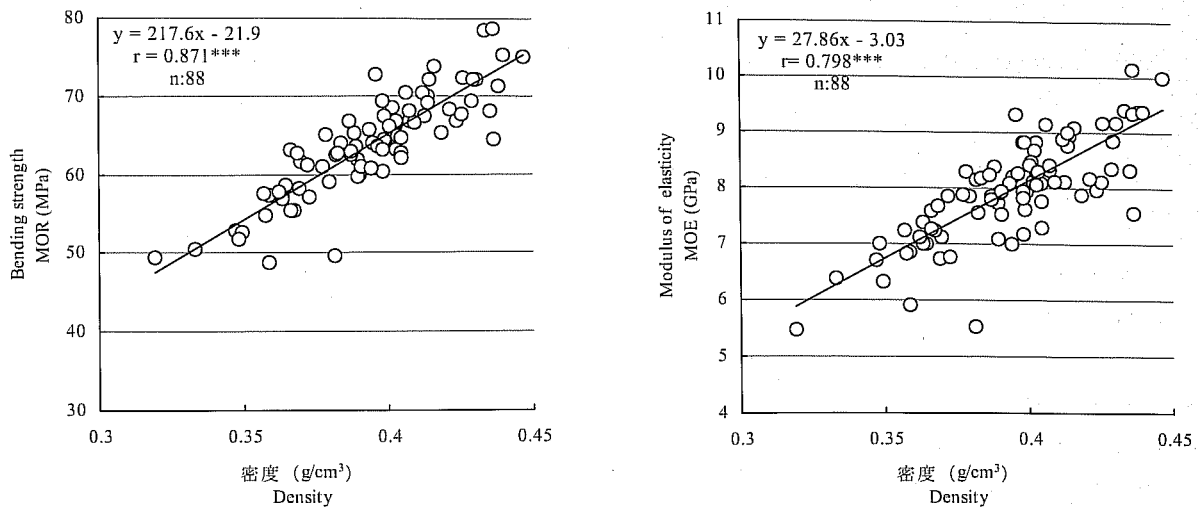 y = 217.6x - 21.9
r = 0.871***
n:88
80
70
60
50
40
30
Bending strength
MOR (MPa)
0.3
0.35
0.4
0.45
密度 (g/cm³)
Density
y = 27.86x - 3.03
r= 0.798***
n:88
11
10
9
8
7
6
5
4
Modulus of elasticity
MOE (GPa)
0.3
0.35
0.4
0.45
密度 (g/cm³)
Density